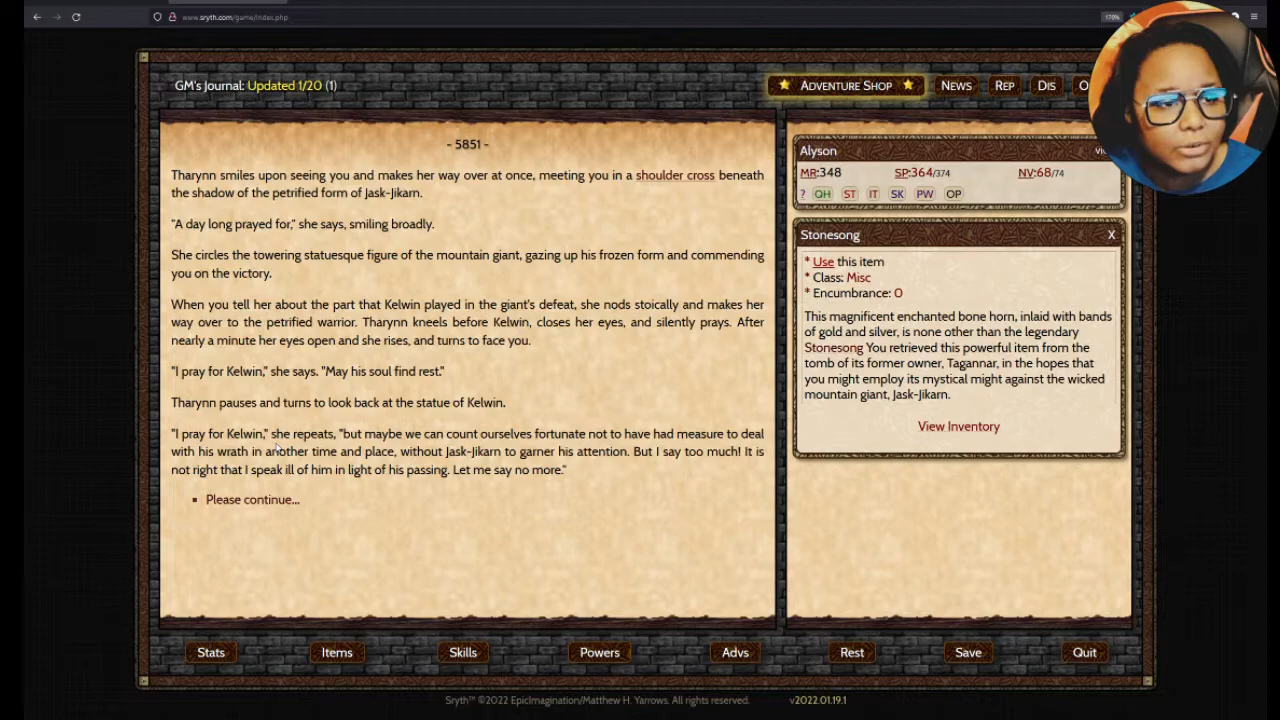 www.sryth.com/game/index.php
170%
GM's Journal: Updated 1/20 (1)
ADVENTURE SHOP
NEWS
REP
DIS
- 5851 -
Tharynn smiles upon seeing you and makes her way over at once, meeting you in a shoulder cross beneath
the shadow of the petrified form of Jask-Jikarn.
"A day long prayed for," she says, smiling broadly.
She circles the towering statuesque figure of the mountain giant, gazing up his frozen form and commending
you on the victory.
When you tell her about the part that Kelwin played in the giant's defeat, she nods stoically and makes her
way over to the petrified warrior. Tharynn kneels before Kelwin, closes her eyes, and silently prays. After
nearly a minute her eyes open and she rises, and turns to face you.
"I pray for Kelwin," she says. "May his soul find rest."
Tharynn pauses and turns to look back at the statue of Kelwin.
"I pray for Kelwin," she repeats, "but maybe we can count ourselves fortunate not to have had measure to deal
with his wrath in another time and place, without Jask-Jikarn to garner his attention. But I say too much! It is
not right that I speak ill of him in light of his passing. Let me say no more."
Please continue...
Alyson
MR:348 SP:364/374 NV:68/74
? QH ST IT SK PW OP
Stonesong X
* Use this item
* Class: Misc
* Encumbrance: 0
This magnificent enchanted bone horn, inlaid with bands
of gold and silver, is none other than the legendary
Stonesong You retrieved this powerful item from the
tomb of its former owner, Tagannar, in the hopes that
you might employ its mystical might against the wicked
mountain giant, Jask-Jikarn.
View Inventory
Stats
Items
Skills
Powers
Advs
Rest
Save
Quit
Sryth™ ©2022 EpicImagination/Matthew H. Yarrows. All rights reserved. v2022.01.19.1